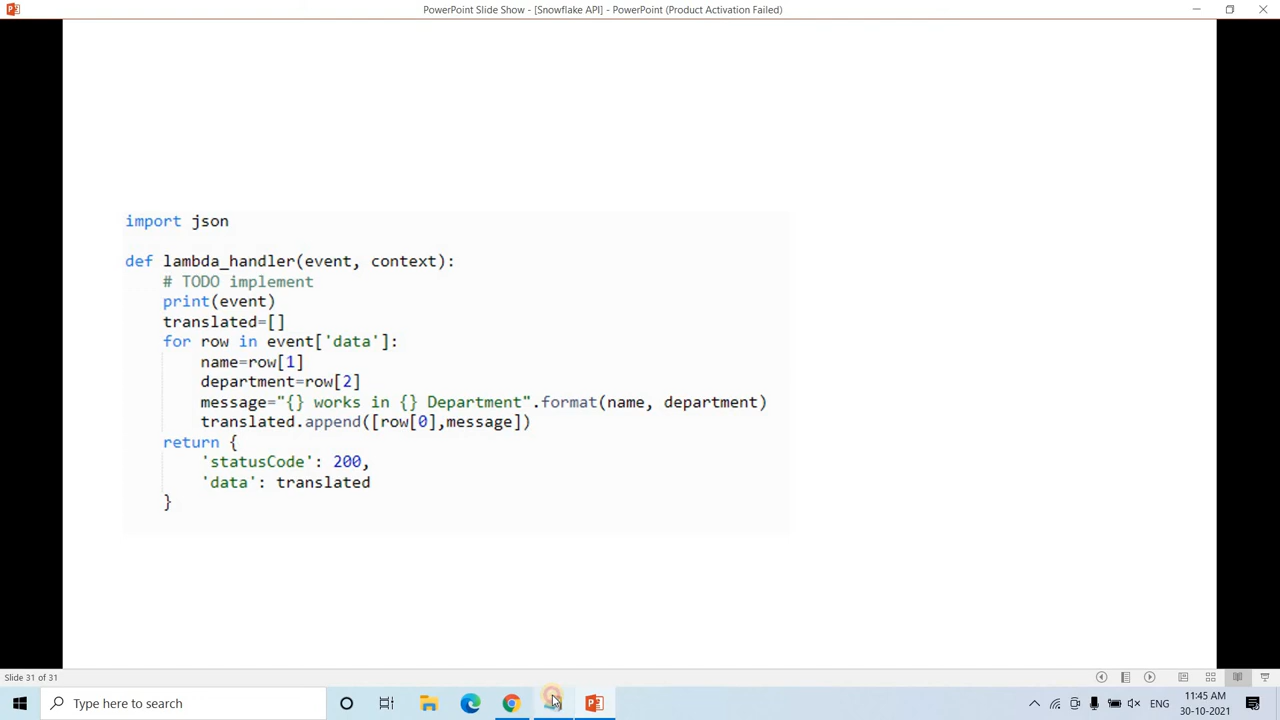 PowerPoint Slide Show - [Snowflake API] - PowerPoint (Product Activation Failed)
import json
def lambda_handler(event, context):
# TODO implement
print(event)
translated=[]
for row in event['data']:
name=row[1]
department=row[2]
message="{} works in {} Department".format(name, department)
translated.append([row[0],message])
return {
'statusCode': 200,
'data': translated
}
Slide 31 of 31
Type here to search
ENG
11:45 AM
30-10-2021